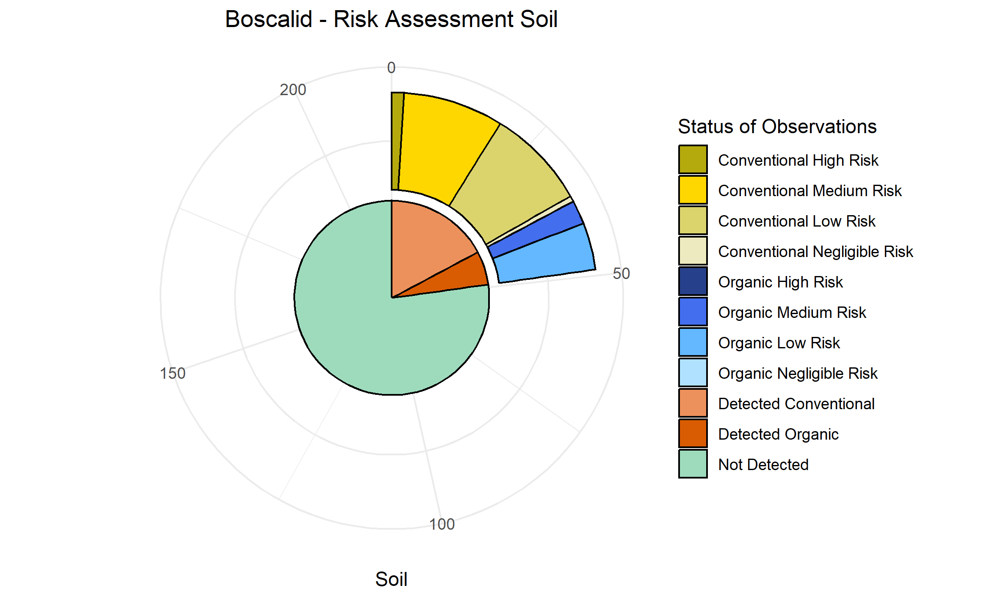 Boscalid - Risk Assessment Soil
0
200
50
150
100
Soil
Status of Observations
Conventional High Risk
Conventional Medium Risk
Conventional Low Risk
Conventional Negligible Risk
Organic High Risk
Organic Medium Risk
Organic Low Risk
Organic Negligible Risk
Detected Conventional
Detected Organic
Not Detected